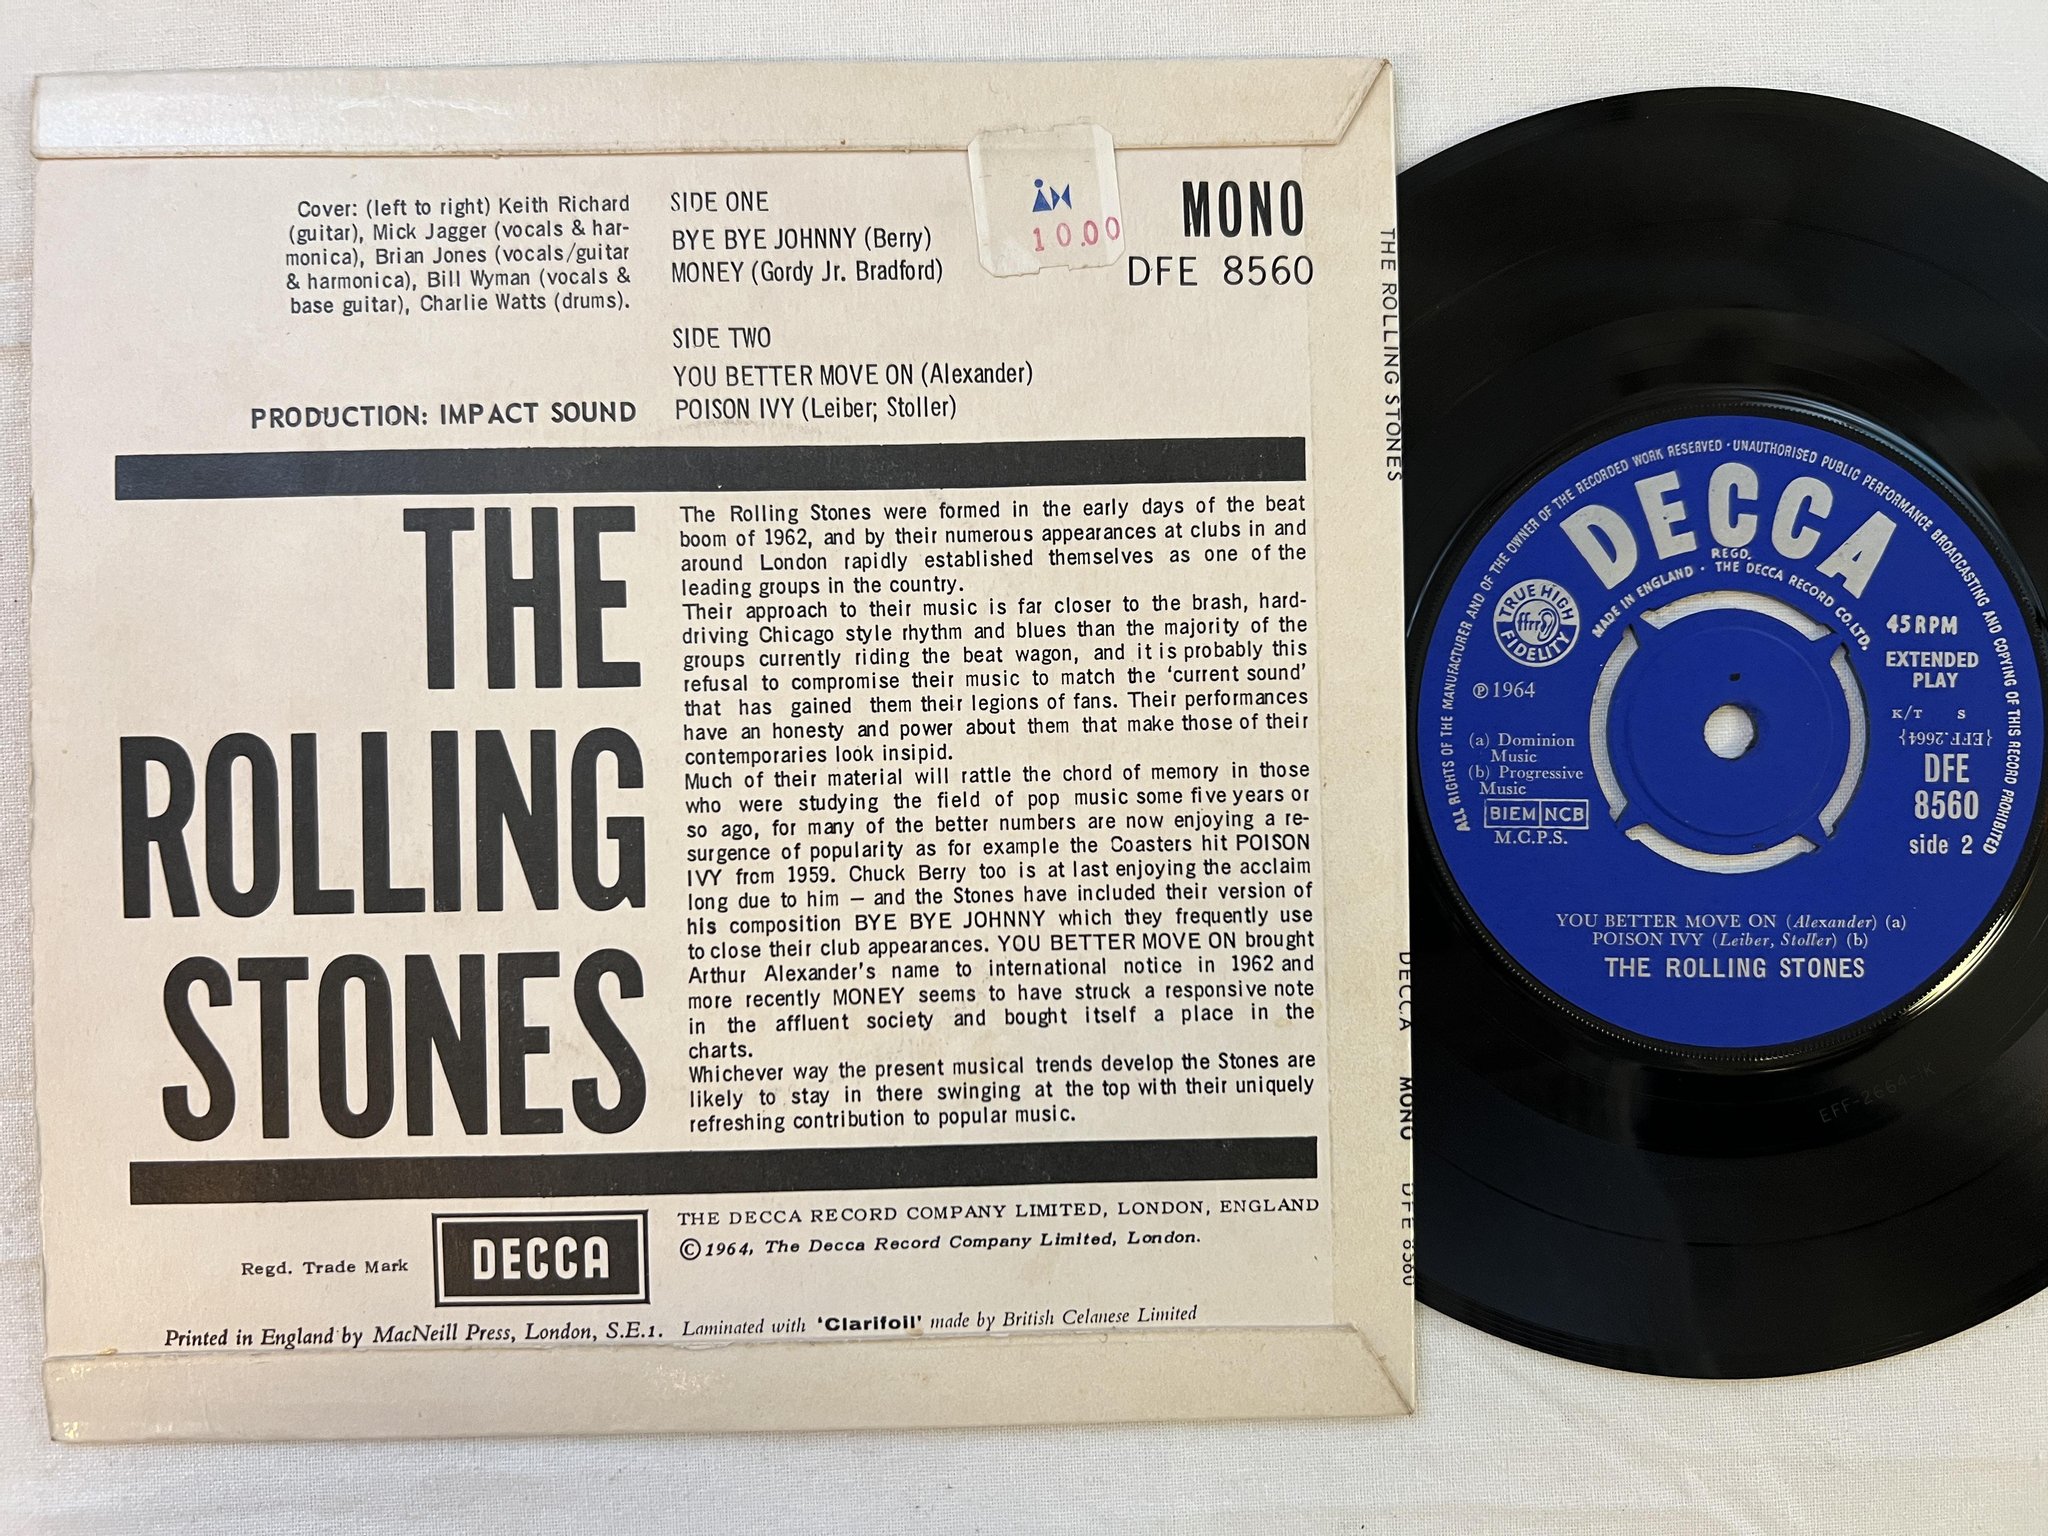 Cover: (left to right) Keith Richard
(guitar), Mick Jagger (vocals & har-
monica), Brian Jones (vocals/guitar
& harmonica), Bill Wyman (vocals &
base guitar), Charlie Watts (drums).
PRODUCTION: IMPACT SOUND
SIDE ONE
BYE BYE JOHNNY (Berry)
MONEY (Gordy Jr. Bradford)
SIDE TWO
YOU BETTER MOVE ON (Alexander)
POISON IVY (Leiber; Stoller)
10.00
MONO
DFE 8560
THE
ROLLING
STONES
The Rolling Stones were formed in the early days of the beat
boom of 1962, and by their numerous appearances at clubs in and
around London rapidly established themselves as one of the
leading groups in the country.
Their approach to their music is far closer to the brash, hard-
driving Chicago style rhythm and blues than the majority of the
groups currently riding the beat wagon, and it is probably this
refusal to compromise their music to match the ‘current sound’
that has gained them their legions of fans. Their performances
have an honesty and power about them that make those of their
contemporaries look insipid.
Much of their material will rattle the chord of memory in those
who were studying the field of pop music some five years or
so ago, for many of the better numbers are now enjoying a re-
surgence of popularity as for example the Coasters hit POISON
IVY from 1959. Chuck Berry too is at last enjoying the acclaim
long due to him – and the Stones have included their version of
his composition BYE BYE JOHNNY which they frequently use
to close their club appearances. YOU BETTER MOVE ON brought
Arthur Alexander's name to international notice in 1962 and
more recently MONEY seems to have struck a responsive note
in the affluent society and bought itself a place in the
charts.
Whichever way the present musical trends develop the Stones are
likely to stay in there swinging at the top with their uniquely
refreshing contribution to popular music.
Regd. Trade Mark
DECCA
THE DECCA RECORD COMPANY LIMITED, LONDON, ENGLAND
©1964, The Decca Record Company Limited, London.
Printed in England by MacNeill Press, London, S.E.1.
Laminated with ‘Clarifoil’ made by British Celanese Limited
THE ROLLING STONES
DECCA
MONO
DFE 8560
ALL RIGHTS OF THE MANUFACTURER AND OF THE OWNER OF THE RECORDED WORK RESERVED · UNAUTHORISED PUBLIC PERFORMANCE BROADCASTING AND COPYING OF THIS RECORD PROHIBITED
DECCA
REGD.
MADE IN ENGLAND · THE DECCA RECORD CO. LTD.
TRUE HIGH
ffrr
FIDELITY
℗1964
(a) Dominion
Music
(b) Progressive
Music
BIEM NCB
M.C.P.S.
45 RPM
EXTENDED
PLAY
K/T S
{EFF.2664}
DFE
8560
side 2
YOU BETTER MOVE ON (Alexander) (a)
POISON IVY (Leiber, Stoller) (b)
THE ROLLING STONES